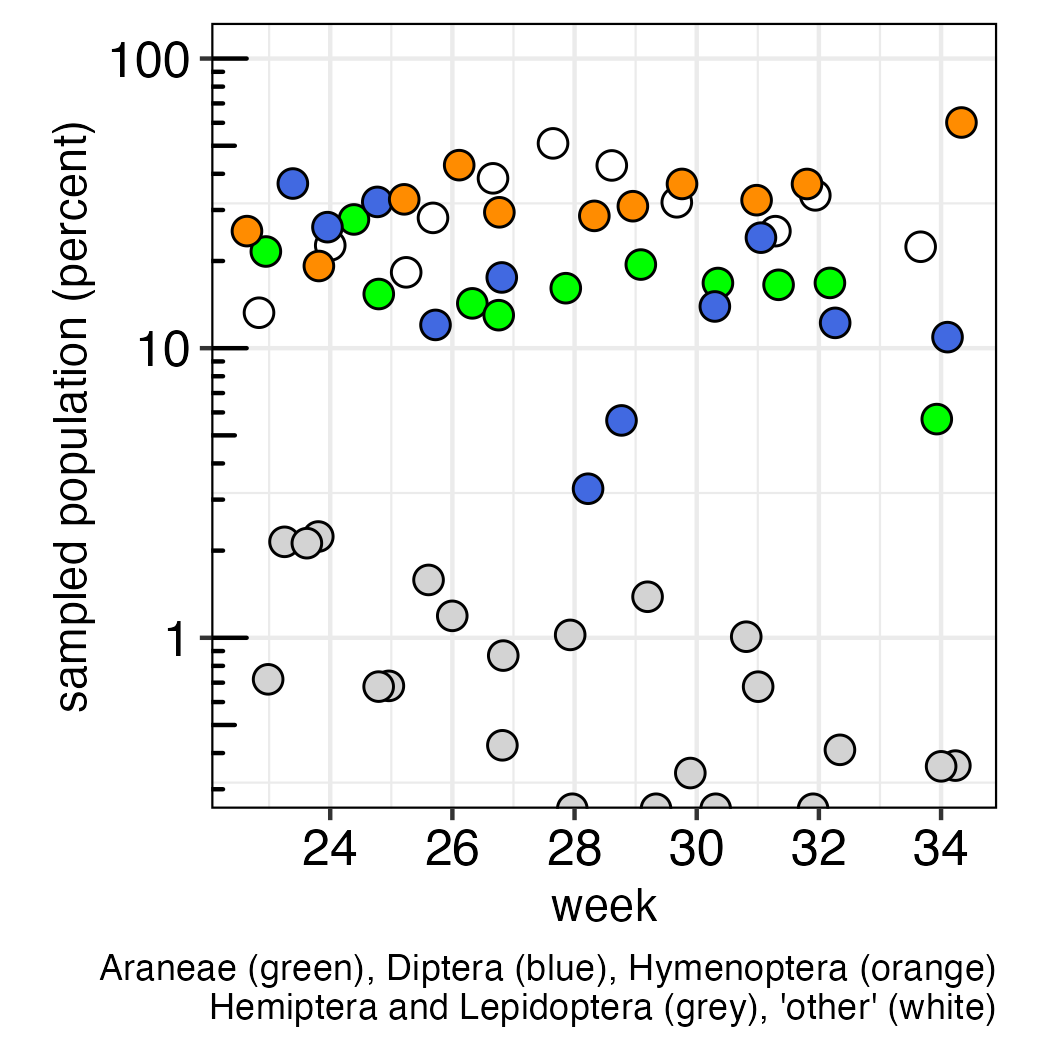 100
10
1
sampled population (percent)
24 26 28 30 32 34
week
Araneae (green), Diptera (blue), Hymenoptera (orange)
Hemiptera and Lepidoptera (grey), 'other' (white)